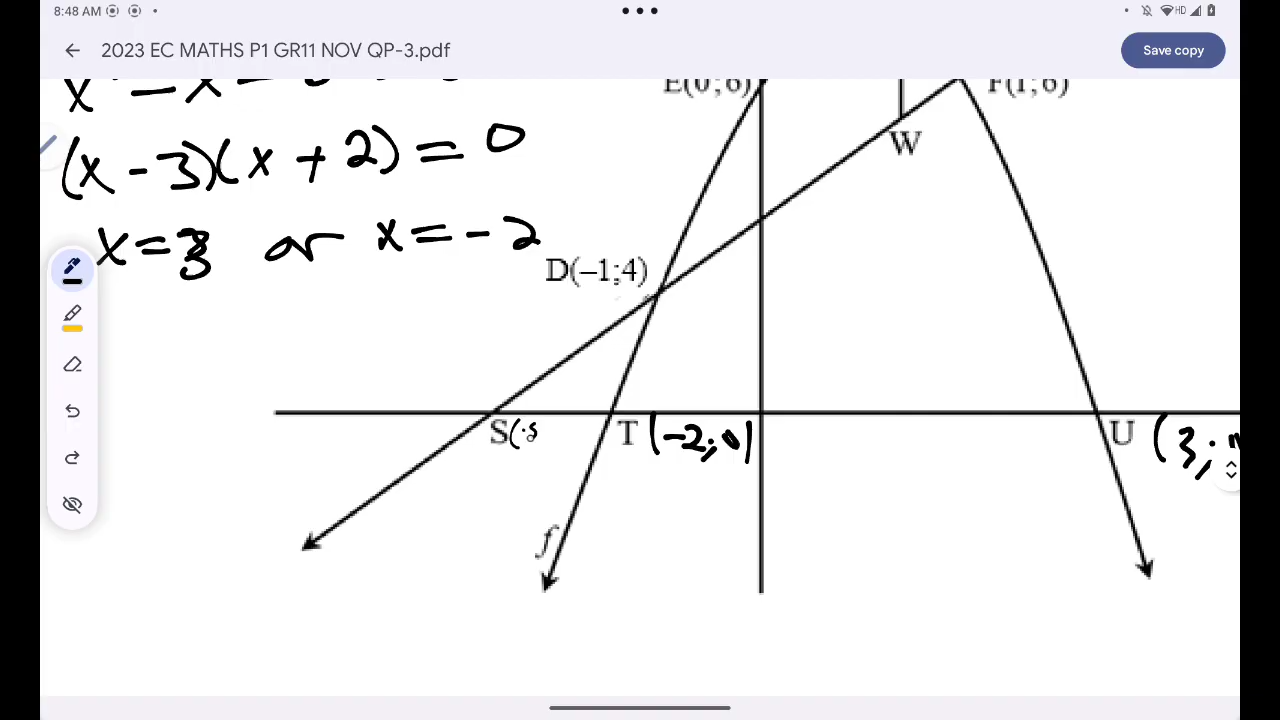 8:48 AM
HD
2023 EC MATHS P1 GR11 NOV QP-3.pdf
Save copy
E(0;6)
F(1;6)
W
(x - 3)(x + 2) = 0
x = 3 or x = -2
D(–1;4)
S(
T (-2; 0)
U (3;
f